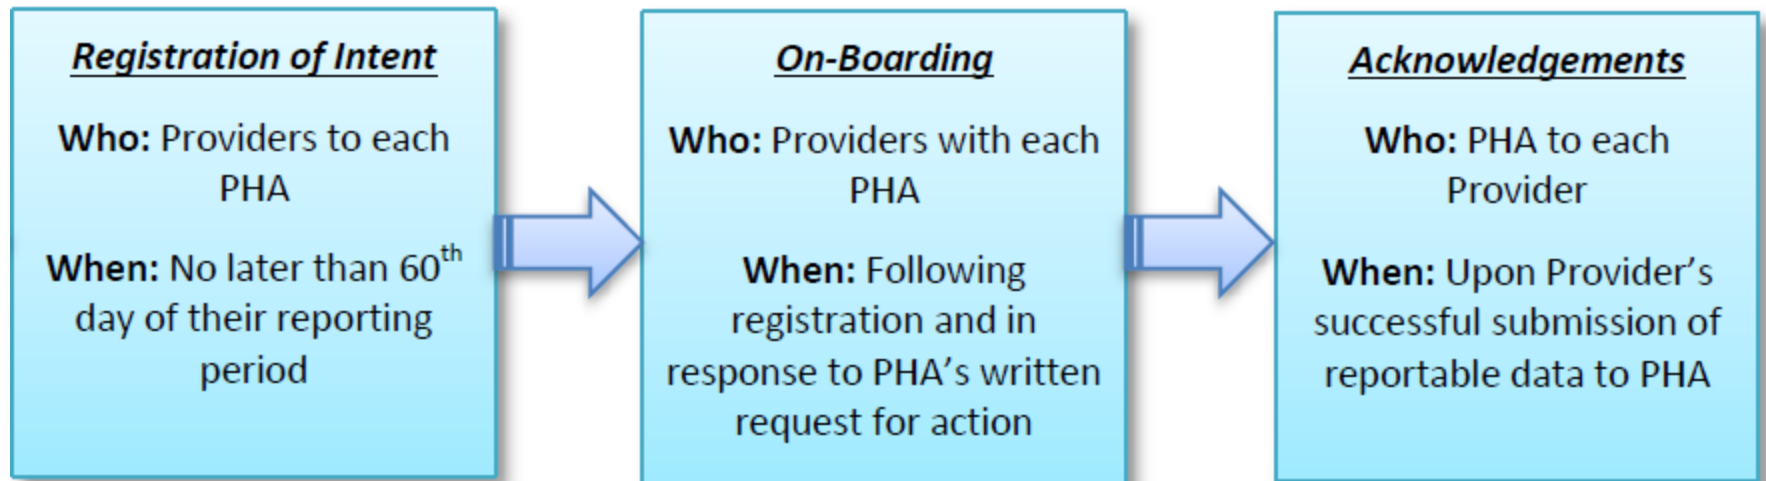 Registration of Intent
Who: Providers to each
PHA
When: No later than 60th
day of their reporting
period
On-Boarding
Who: Providers with each
PHA
When: Following
registration and in
response to PHA’s written
request for action
Acknowledgements
Who: PHA to each
Provider
When: Upon Provider’s
successful submission of
reportable data to PHA